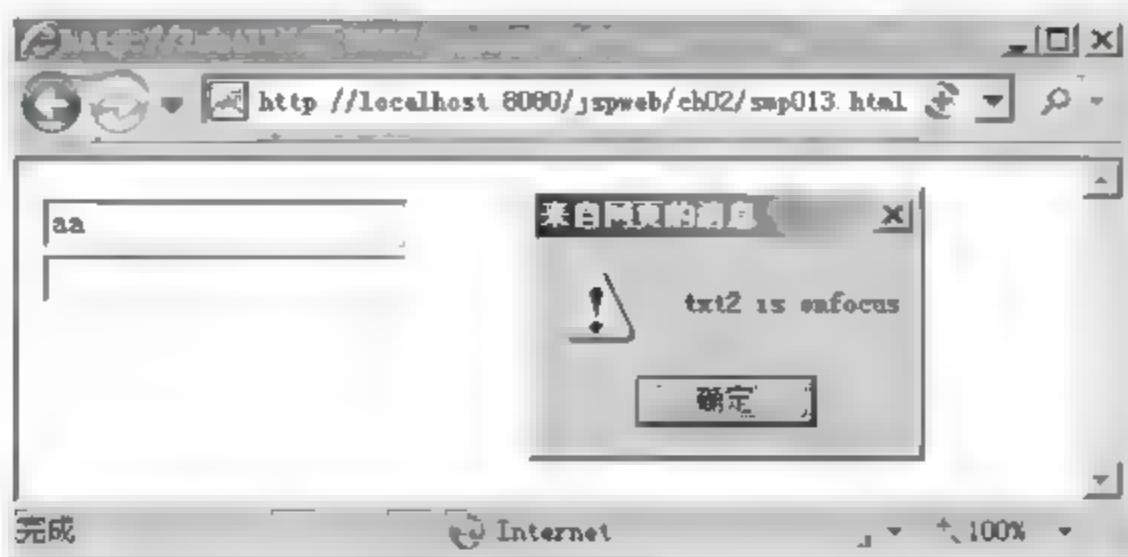 http //localhost 8080/jspweb/ch02/smp013.html
aa
来自网页的消息
txt2 is onfocus
确定
完成
Internet
100%